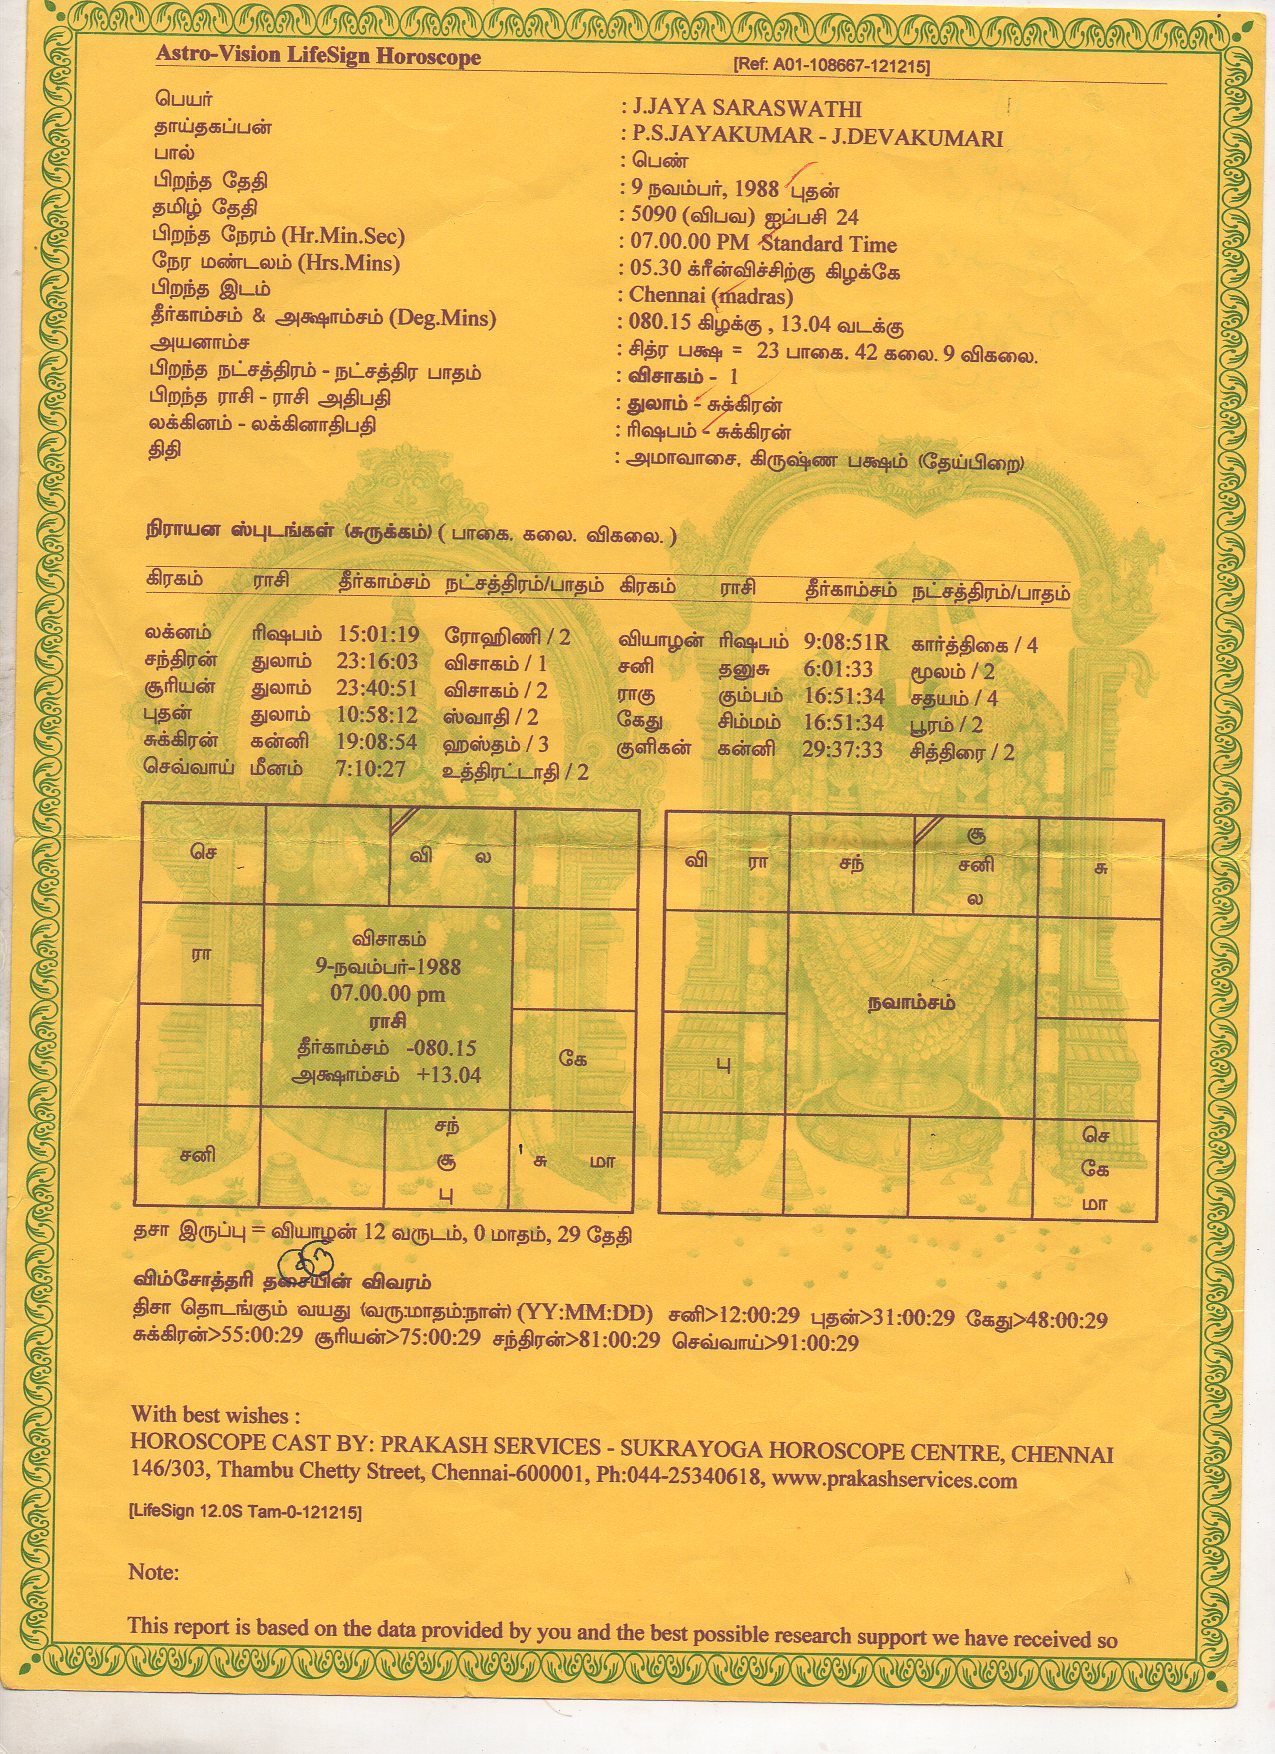 Astro-Vision LifeSign Horoscope [Ref: A01-108667-121215]
பெயர் : J.JAYA SARASWATHI
தாய்தகப்பன் : P.S.JAYAKUMAR - J.DEVAKUMARI
பால் : பெண்
பிறந்த தேதி : 9 நவம்பர், 1988 புதன்
தமிழ் தேதி : 5090 (விபவ) ஐப்பசி 24
பிறந்த நேரம் (Hr.Min.Sec) : 07.00.00 PM Standard Time
நேர மண்டலம் (Hrs.Mins) : 05.30 க்ரீன்விச்சிற்கு கிழக்கே
பிறந்த இடம் : Chennai (madras)
தீர்காம்சம் & அக்ஷாம்சம் (Deg.Mins) : 080.15 கிழக்கு , 13.04 வடக்கு
அயனாம்ச : சித்ர பக்ஷ = 23 பாகை. 42 கலை. 9 விகலை.
பிறந்த நட்சத்திரம் - நட்சத்திர பாதம் : விசாகம் - 1
பிறந்த ராசி - ராசி அதிபதி : துலாம் - சுக்கிரன்
லக்கினம் - லக்கினாதிபதி : ரிஷபம் - சுக்கிரன்
திதி : அமாவாசை, கிருஷ்ண பக்ஷம் (தேய்பிறை)
நிராயன ஸ்புடங்கள் (சுருக்கம்) ( பாகை. கலை. விகலை. )
கிரகம் ராசி தீர்காம்சம் நட்சத்திரம்/பாதம் கிரகம் ராசி தீர்காம்சம் நட்சத்திரம்/பாதம்
லக்னம் ரிஷபம் 15:01:19 ரோஹிணி / 2 வியாழன் ரிஷபம் 9:08:51R கார்த்திகை / 4
சந்திரன் துலாம் 23:16:03 விசாகம் / 1 சனி தனுசு 6:01:33 மூலம் / 2
சூரியன் துலாம் 23:40:51 விசாகம் / 2 ராகு கும்பம் 16:51:34 சதயம் / 4
புதன் துலாம் 10:58:12 ஸ்வாதி / 2 கேது சிம்மம் 16:51:34 பூரம் / 2
சுக்கிரன் கன்னி 19:08:54 ஹஸ்தம் / 3 குளிகன் கன்னி 29:37:33 சித்திரை / 2
செவ்வாய் மீனம் 7:10:27 உத்திரட்டாதி / 2
செ வி ல
ரா
விசாகம்
9-நவம்பர்-1988
07.00.00 pm
ராசி
தீர்காம்சம் -080.15
அக்ஷாம்சம் +13.04
கே
சனி
சந்
சூ
பு
சு மா
வி ரா சந்
சூ
சனி
ல
சு
நவாம்சம்
பு
செ
கே
மா
தசா இருப்பு = வியாழன் 12 வருடம், 0 மாதம், 29 தேதி
விம்சோத்தரி தசையின் விவரம்
திசா தொடங்கும் வயது (வரு:மாதம்:நாள்) (YY:MM:DD) சனி>12:00:29 புதன்>31:00:29 கேது>48:00:29
சுக்கிரன்>55:00:29 சூரியன்>75:00:29 சந்திரன்>81:00:29 செவ்வாய்>91:00:29
With best wishes :
HOROSCOPE CAST BY: PRAKASH SERVICES - SUKRAYOGA HOROSCOPE CENTRE, CHENNAI
146/303, Thambu Chetty Street, Chennai-600001, Ph:044-25340618, www.prakashservices.com
[LifeSign 12.0S Tam-0-121215]
Note:
This report is based on the data provided by you and the best possible research support we have received so